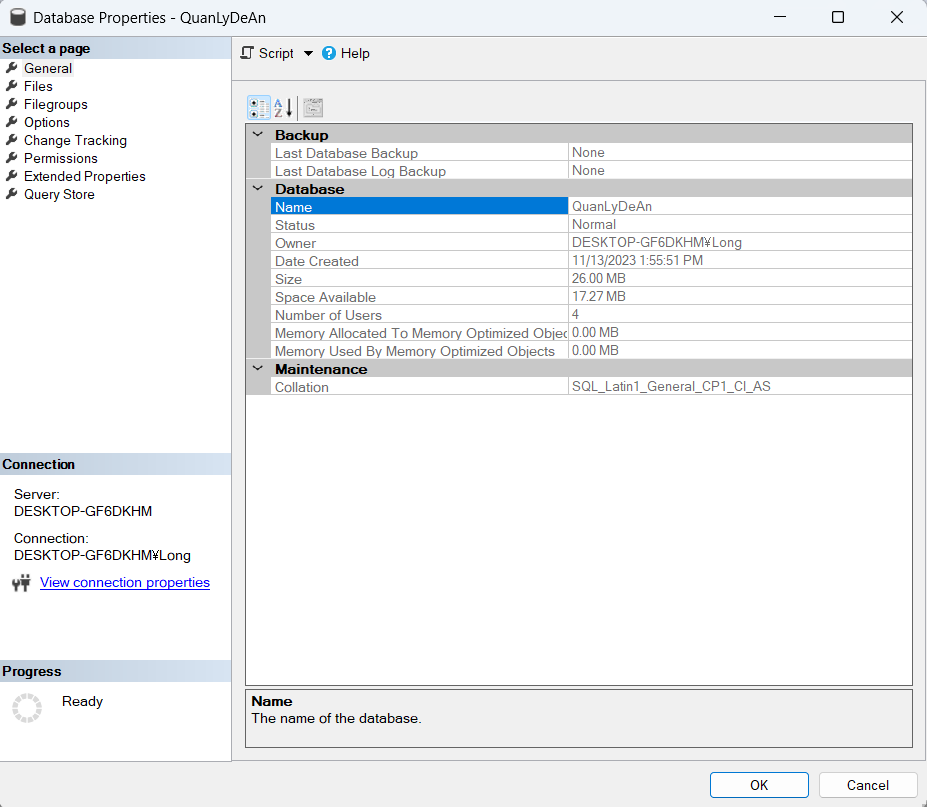 Database Properties - QuanLyDeAn
Select a page
General
Files
Filegroups
Options
Change Tracking
Permissions
Extended Properties
Query Store
Script
Help
Backup
Last Database Backup None
Last Database Log Backup None
Database
Name QuanLyDeAn
Status Normal
Owner DESKTOP-GF6DKHM¥Long
Date Created 11/13/2023 1:55:51 PM
Size 26.00 MB
Space Available 17.27 MB
Number of Users 4
Memory Allocated To Memory Optimized Objec 0.00 MB
Memory Used By Memory Optimized Objects 0.00 MB
Maintenance
Collation SQL_Latin1_General_CP1_CI_AS
Connection
Server:
DESKTOP-GF6DKHM
Connection:
DESKTOP-GF6DKHM¥Long
View connection properties
Progress
Ready
Name
The name of the database.
OK Cancel